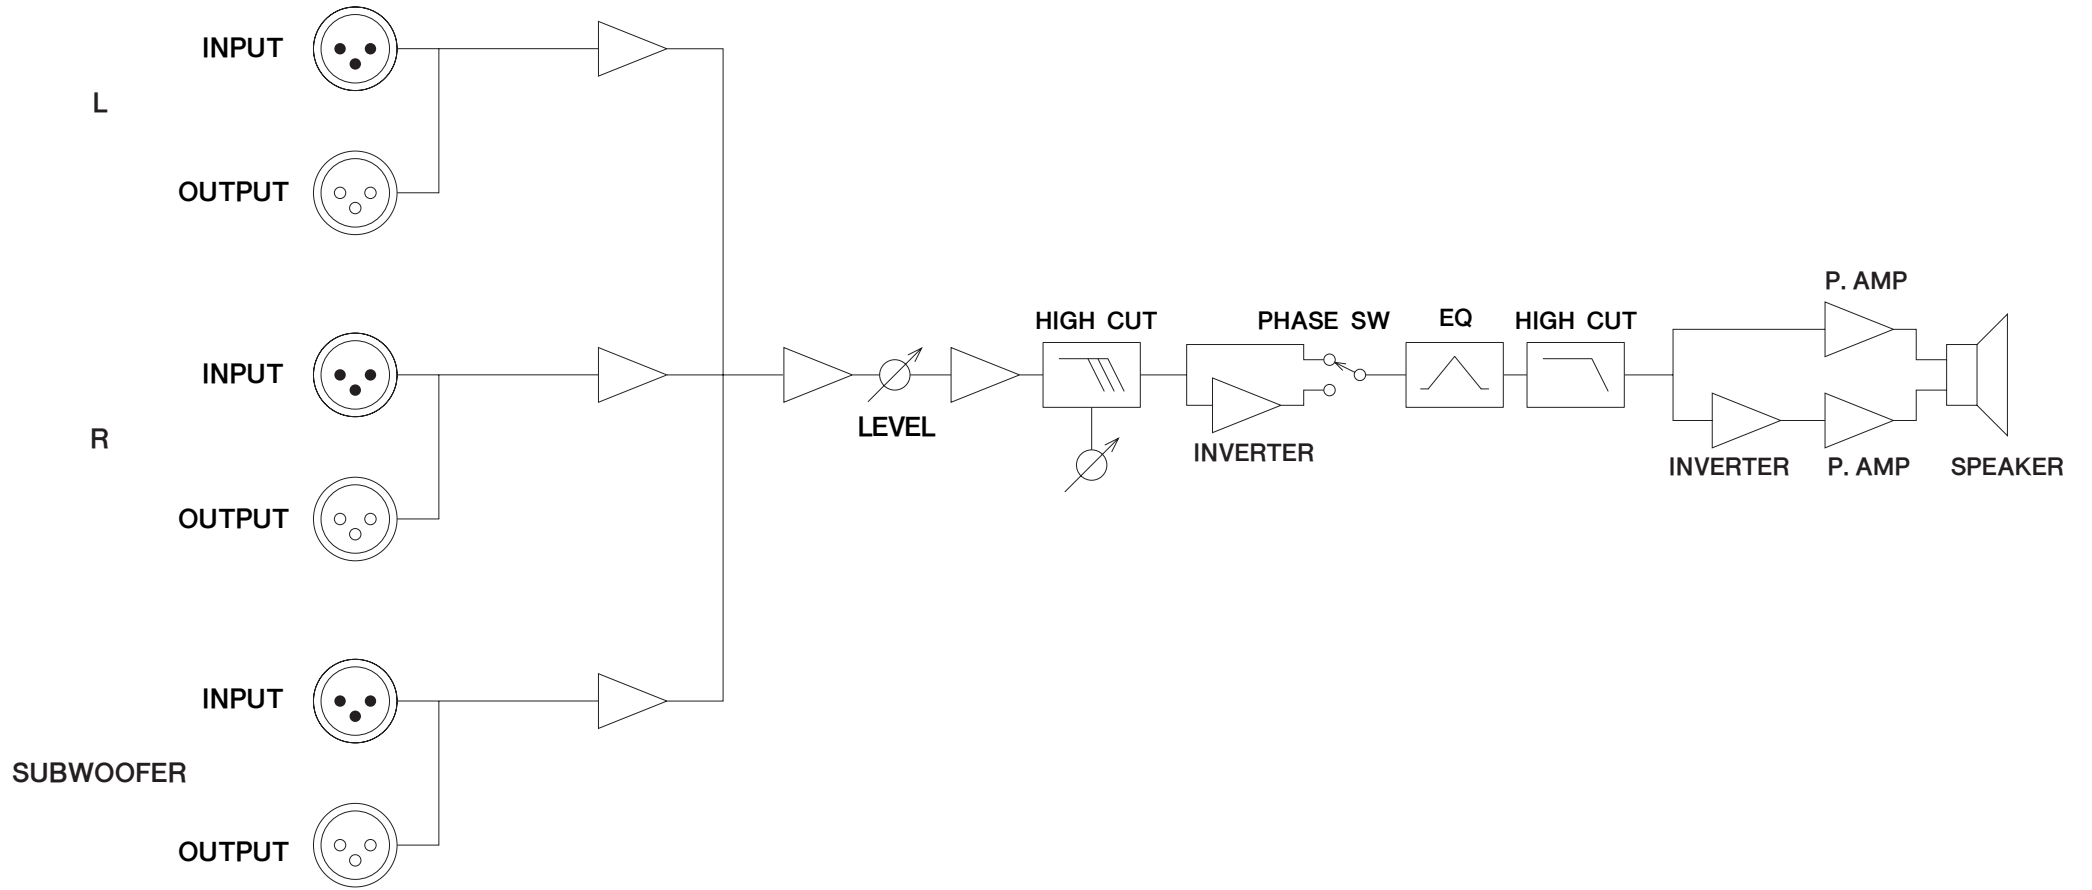 INPUT
L
OUTPUT
P. AMP
HIGH CUT
PHASE SW
EQ
HIGH CUT
INPUT
LEVEL
R
INVERTER
INVERTER
P. AMP
SPEAKER
OUTPUT
INPUT
SUBWOOFER
OUTPUT